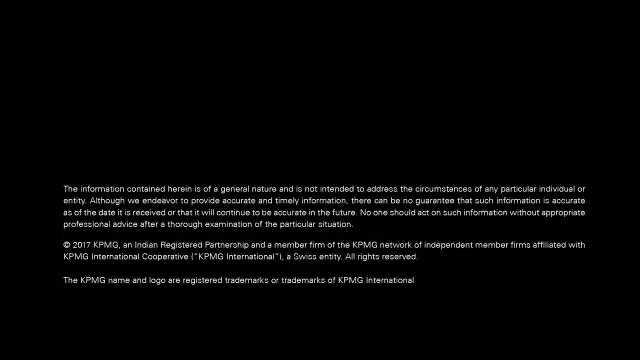 The information contained herein is of a general nature and is not intended to address the circumstances of any particular individual or
entity. Although we endeavor to provide accurate and timely information, there can be no guarantee that such information is accurate
as of the date it is received or that it will continue to be accurate in the future. No one should act on such information without appropriate
professional advice after a thorough examination of the particular situation.
© 2017 KPMG, an Indian Registered Partnership and a member firm of the KPMG network of independent member firms affiliated with
KPMG International Cooperative (“KPMG International”), a Swiss entity. All rights reserved.
The KPMG name and logo are registered trademarks or trademarks of KPMG International